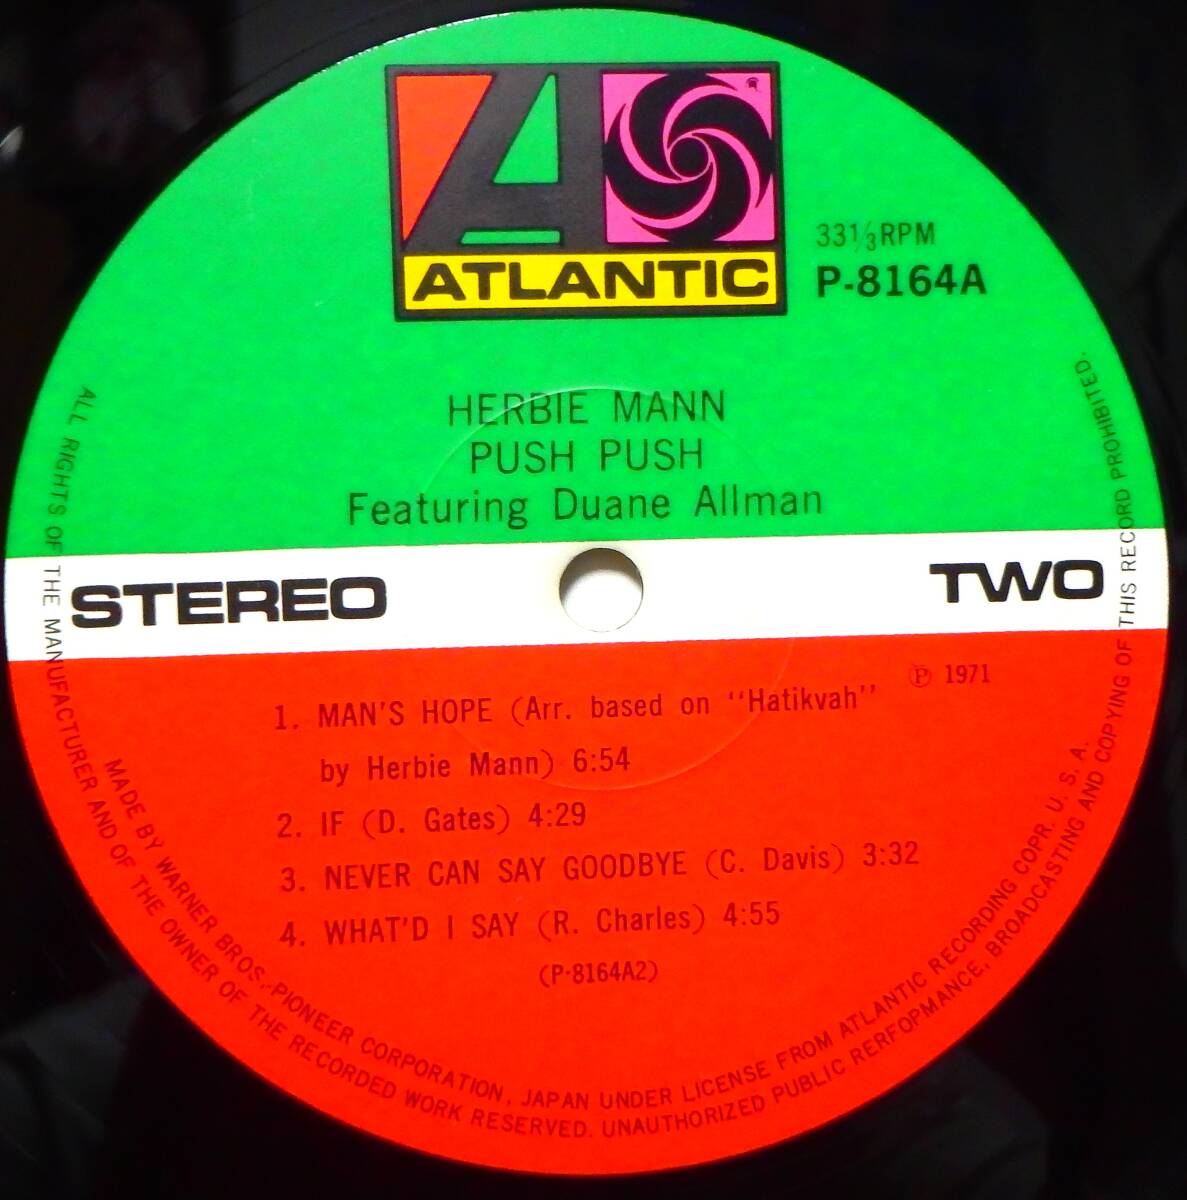 ATLANTIC
33⅓RPM
P-8164A
HERBIE MANN
PUSH PUSH
Featuring Duane Allman
STEREO
TWO
Ⓟ 1971
1. MAN'S HOPE (Arr. based on "Hatikvah"
by Herbie Mann) 6:54
2. IF (D. Gates) 4:29
3. NEVER CAN SAY GOODBYE (C. Davis) 3:32
4. WHAT'D I SAY (R. Charles) 4:55
(P-8164A2)
MADE BY WARNER BROS.-PIONEER CORPORATION, JAPAN UNDER LICENSE FROM ATLANTIC RECORDING COPR. U. S. A.
ALL RIGHTS OF THE MANUFACTURER AND OF THE OWNER OF THE RECORDED WORK RESERVED. UNAUTHORIZED PUBLIC RERFOPMANCE, BROADCASTING AND COPYING OF THIS RECORD PROHIBITED.